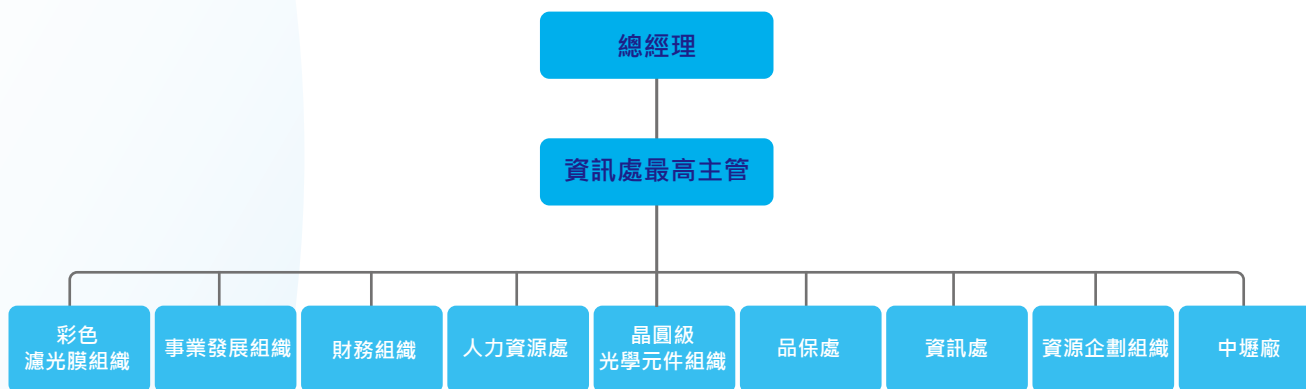 總經理
資訊處最高主管
彩色
濾光膜組織
事業發展組織
財務組織
人力資源處
晶圓級
光學元件組織
品保處
資訊處
資源企劃組織
中壢廠